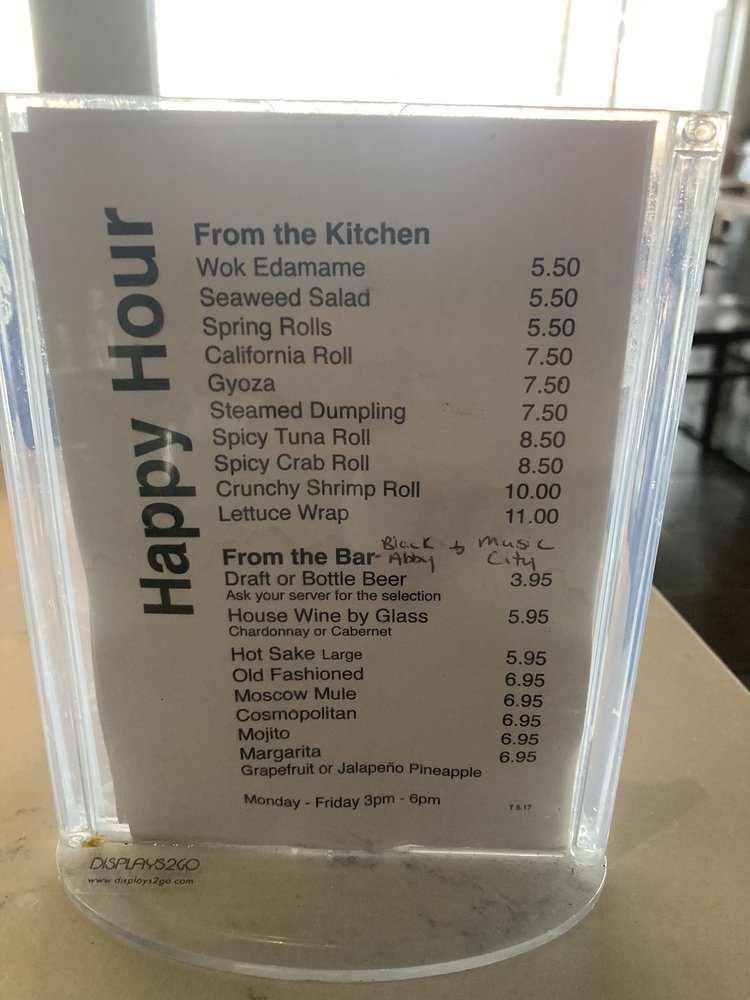 Happy Hour
From the Kitchen
Wok Edamame 5.50
Seaweed Salad 5.50
Spring Rolls 5.50
California Roll 7.50
Gyoza 7.50
Steamed Dumpling 7.50
Spicy Tuna Roll 8.50
Spicy Crab Roll 8.50
Crunchy Shrimp Roll 10.00
Lettuce Wrap 11.00
From the Bar- Black Abby + Music City
Draft or Bottle Beer 3.95
Ask your server for the selection
House Wine by Glass 5.95
Chardonnay or Cabernet
Hot Sake Large 5.95
Old Fashioned 6.95
Moscow Mule 6.95
Cosmopolitan 6.95
Mojito 6.95
Margarita 6.95
Grapefruit or Jalapeño Pineapple
Monday - Friday 3pm - 6pm
T 5.17
DISPLAYS2GO
www.displays2go.com